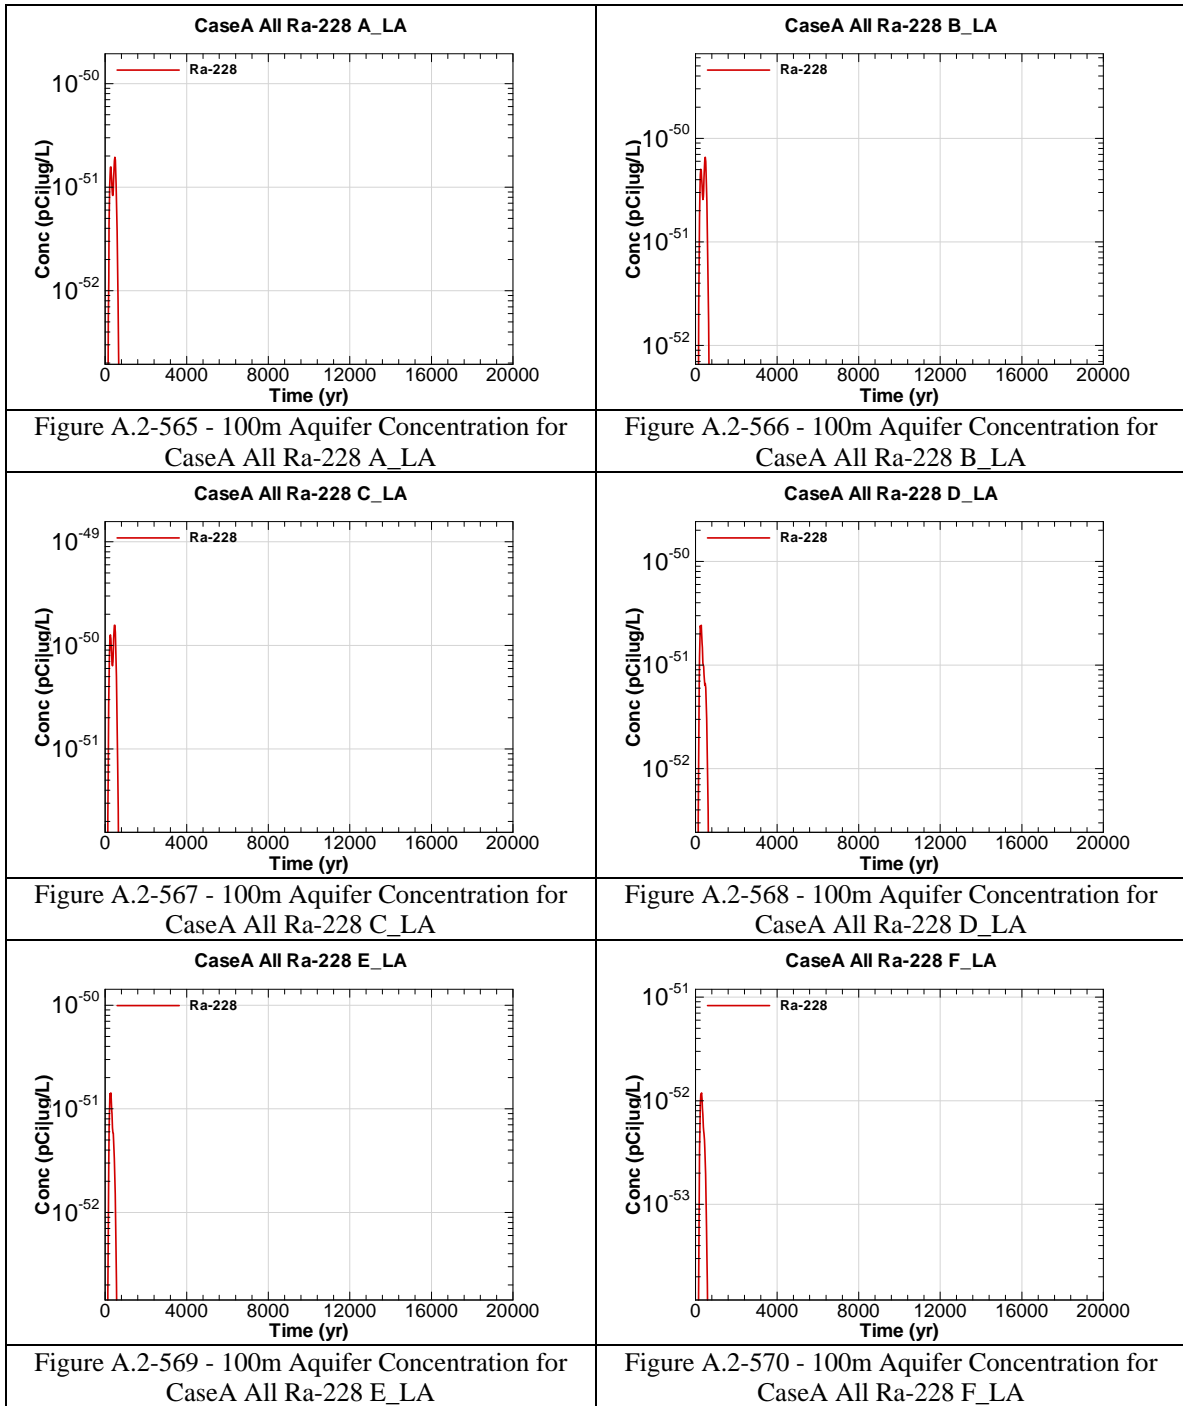 CaseA All Ra-228 A_LA
Ra-228
10-50
10-51
10-52
Conc (pCi|ug/L)
0 4000 8000 12000 16000 20000
Time (yr)
Figure A.2-565 - 100m Aquifer Concentration for
CaseA All Ra-228 A_LA
CaseA All Ra-228 B_LA
Ra-228
10-50
10-51
10-52
Conc (pCi|ug/L)
0 4000 8000 12000 16000 20000
Time (yr)
Figure A.2-566 - 100m Aquifer Concentration for
CaseA All Ra-228 B_LA
CaseA All Ra-228 C_LA
Ra-228
10-49
10-50
10-51
Conc (pCi|ug/L)
0 4000 8000 12000 16000 20000
Time (yr)
Figure A.2-567 - 100m Aquifer Concentration for
CaseA All Ra-228 C_LA
CaseA All Ra-228 D_LA
Ra-228
10-50
10-51
10-52
Conc (pCi|ug/L)
0 4000 8000 12000 16000 20000
Time (yr)
Figure A.2-568 - 100m Aquifer Concentration for
CaseA All Ra-228 D_LA
CaseA All Ra-228 E_LA
Ra-228
10-50
10-51
10-52
Conc (pCi|ug/L)
0 4000 8000 12000 16000 20000
Time (yr)
Figure A.2-569 - 100m Aquifer Concentration for
CaseA All Ra-228 E_LA
CaseA All Ra-228 F_LA
Ra-228
10-51
10-52
10-53
Conc (pCi|ug/L)
0 4000 8000 12000 16000 20000
Time (yr)
Figure A.2-570 - 100m Aquifer Concentration for
CaseA All Ra-228 F_LA